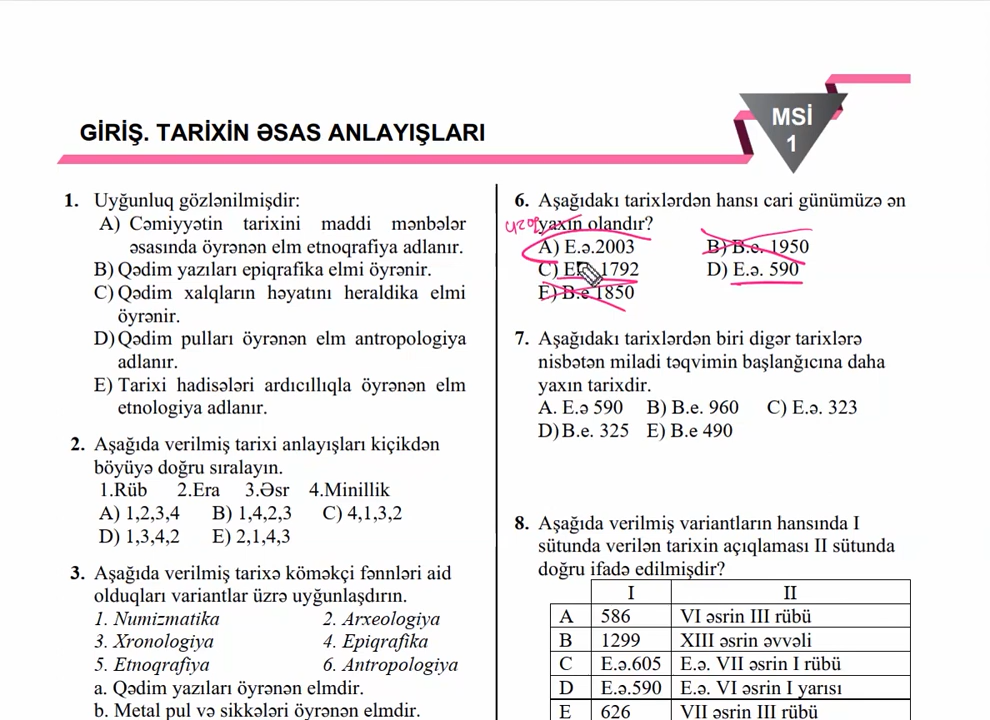 GİRİŞ. TARİXİN ƏSAS ANLAYIŞLARI
MSİ
1
1. Uyğunluq gözlənilmişdir:
A) Cəmiyyətin tarixini maddi mənbələr
əsasında öyrənən elm etnoqrafiya adlanır.
B) Qədim yazıları epiqrafika elmi öyrənir.
C) Qədim xalqların həyatını heraldika elmi
öyrənir.
D) Qədim pulları öyrənən elm antropologiya
adlanır.
E) Tarixi hadisələri ardıcıllıqla öyrənən elm
etnologiya adlanır.
2. Aşağıda verilmiş tarixi anlayışları kiçikdən
böyüyə doğru sıralayın.
1.Rüb 2.Era 3.Əsr 4.Minillik
A) 1,2,3,4 B) 1,4,2,3 C) 4,1,3,2
D) 1,3,4,2 E) 2,1,4,3
3. Aşağıda verilmiş tarixə köməkçi fənnləri aid
olduqları variantlar üzrə uyğunlaşdırın.
1. Numizmatika 2. Arxeologiya
3. Xronologiya 4. Epiqrafika
5. Etnoqrafiya 6. Antropologiya
a. Qədim yazıları öyrənən elmdir.
b. Metal pul və sikkələri öyrənən elmdir.
6. Aşağıdakı tarixlərdən hansı cari günümüzə ən
yaxın olandır?
A) E.ə.2003 B) B.e. 1950
C) 1792 D) E.ə. 590
E) B.e 1850
7. Aşağıdakı tarixlərdən biri digər tarixlərə
nisbətən miladi təqvimin başlanğıcına daha
yaxın tarixdir.
A. E.ə 590 B) B.e. 960 C) E.ə. 323
D) B.e. 325 E) B.e 490
8. Aşağıda verilmiş variantların hansında I
sütunda verilən tarixin açıqlaması II sütunda
doğru ifadə edilmişdir?
I II
A 586 VI əsrin III rübü
B 1299 XIII əsrin əvvəli
C E.ə.605 E.ə. VII əsrin I rübü
D E.ə.590 E.ə. VI əsrin I yarısı
E 626 VII əsrin III rübü